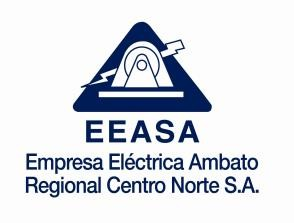 EEASA
Empresa Eléctrica Ambato
Regional Centro Norte S.A.